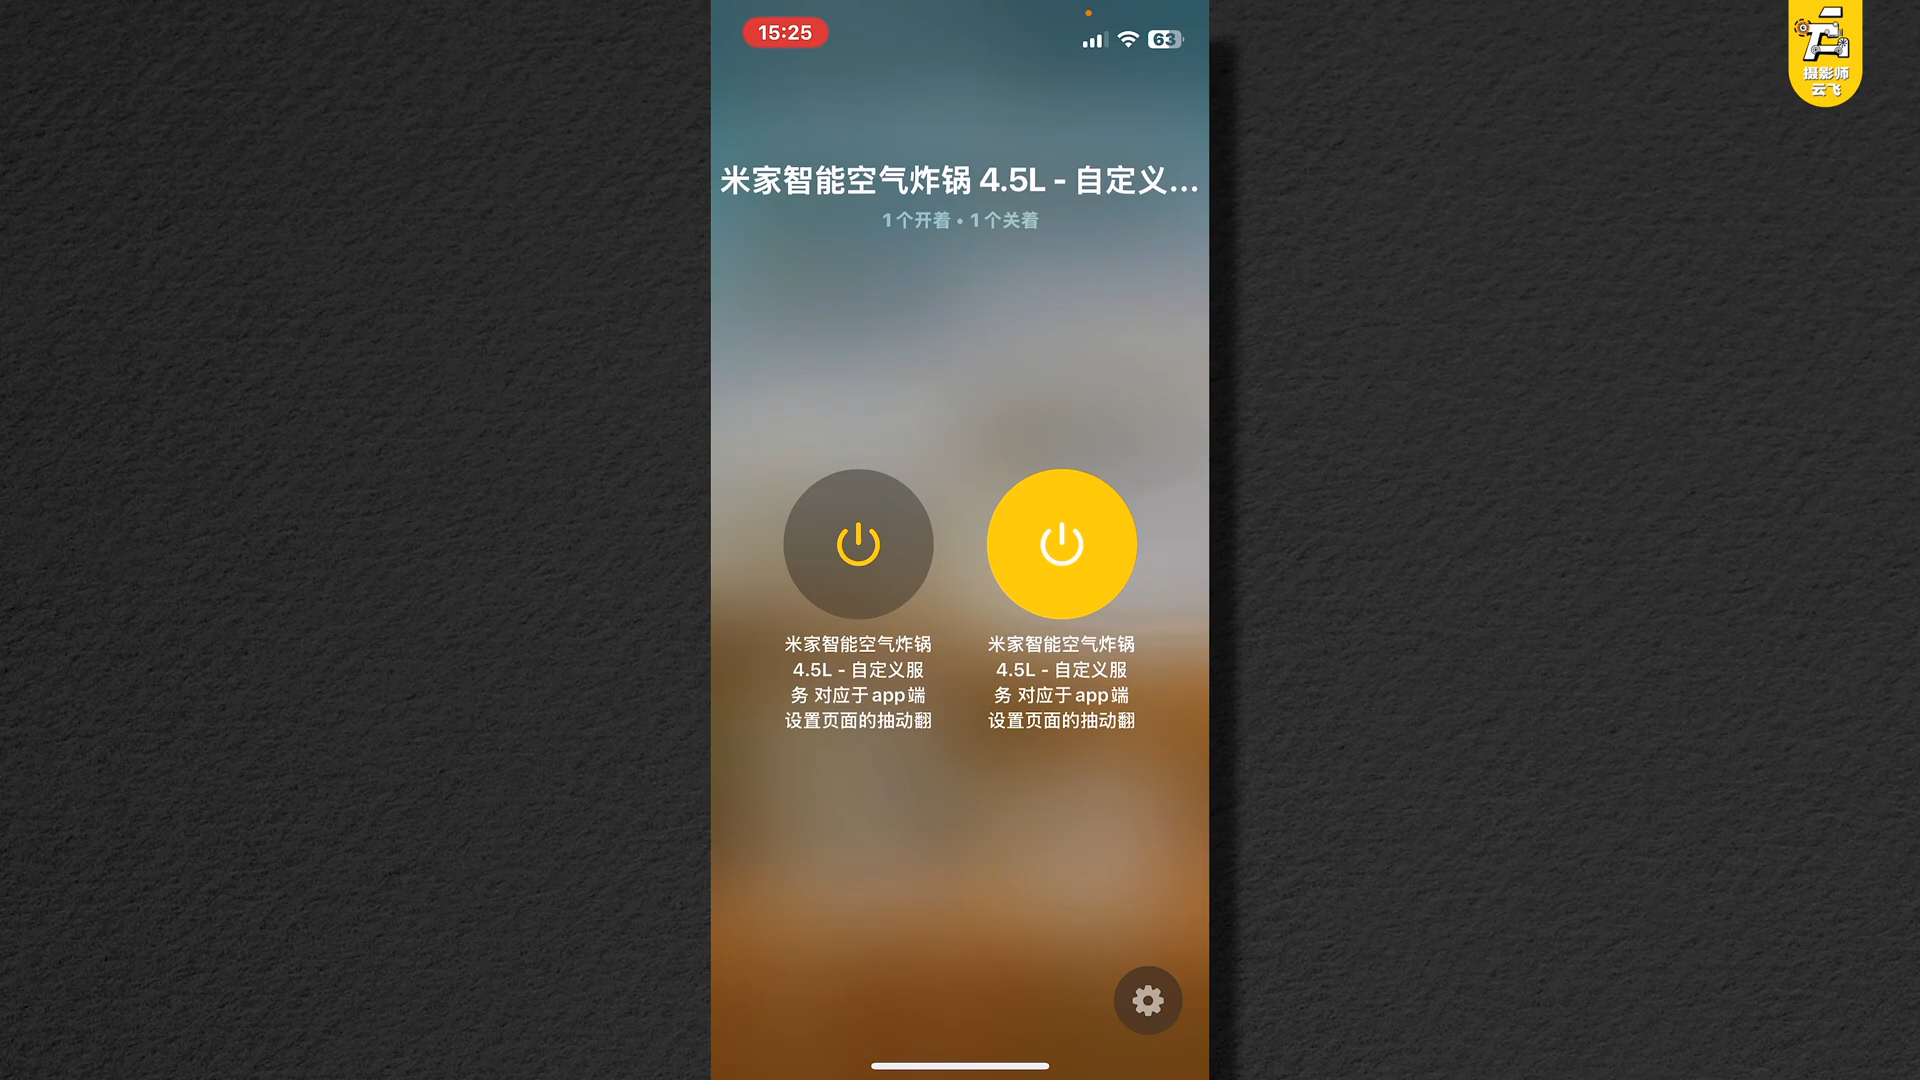 15:25
63
米家智能空气炸锅 4.5L - 自定义...
1个开着 • 1个关着
米家智能空气炸锅
4.5L - 自定义服
务 对应于app端
设置页面的抽动翻
米家智能空气炸锅
4.5L - 自定义服
务 对应于app端
设置页面的抽动翻
摄影师
云飞